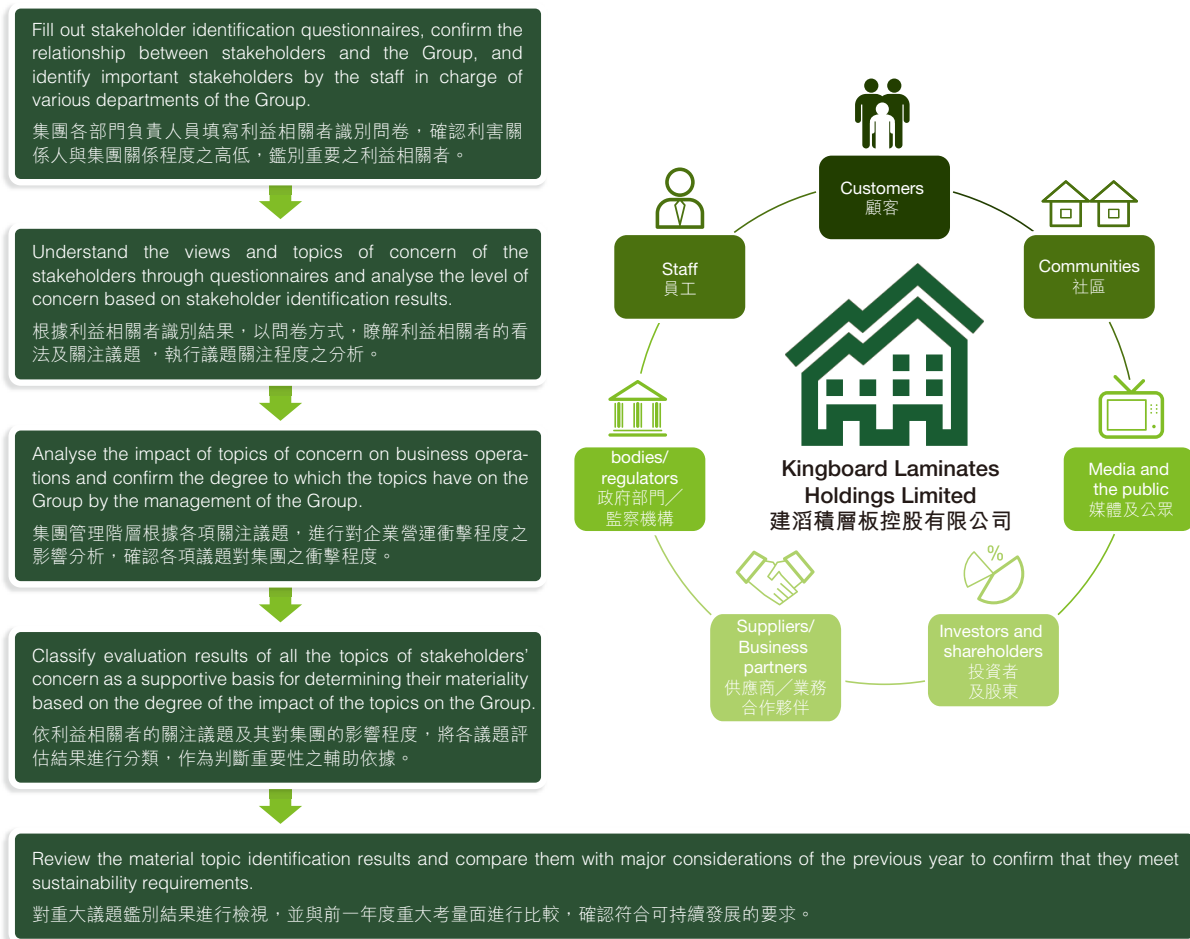 Fill out stakeholder identification questionnaires, confirm the
relationship between stakeholders and the Group, and
identify important stakeholders by the staff in charge of
various departments of the Group.
集團各部門負責人員填寫利益相關者識別問卷，確認利害關
係人與集團關係程度之高低，鑑別重要之利益相關者。
Understand the views and topics of concern of the
stakeholders through questionnaires and analyse the level of
concern based on stakeholder identification results.
根據利益相關者識別結果，以問卷方式，瞭解利益相關者的看
法及關注議題 ，執行議題關注程度之分析。
Analyse the impact of topics of concern on business opera-
tions and confirm the degree to which the topics have on the
Group by the management of the Group.
集團管理階層根據各項關注議題，進行對企業營運衝擊程度之
影響分析，確認各項議題對集團之衝擊程度。
Classify evaluation results of all the topics of stakeholders’
concern as a supportive basis for determining their materiality
based on the degree of the impact of the topics on the Group.
依利益相關者的關注議題及其對集團的影響程度，將各議題評
估結果進行分類，作為判斷重要性之輔助依據。
Review the material topic identification results and compare them with major considerations of the previous year to confirm that they meet
sustainability requirements.
對重大議題鑑別結果進行檢視，並與前一年度重大考量面進行比較，確認符合可持續發展的要求。
Customers
顧客
Staff
員工
Communities
社區
bodies/
regulators
政府部門／
監察機構
Media and
the public
媒體及公眾
Kingboard Laminates
Holdings Limited
建滔積層板控股有限公司
Suppliers/
Business
partners
供應商／業務
合作夥伴
%
Investors and
shareholders
投資者
及股東